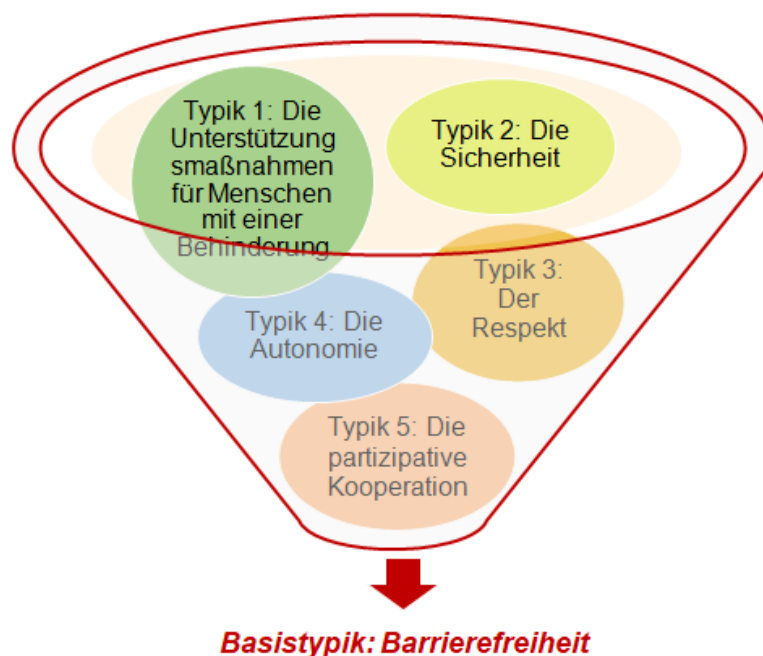 Typik 1: Die
Unterstützung
smaßnahmen
für Menschen
mit einer
Behinderung
Typik 2: Die
Sicherheit
Typik 3:
Der
Respekt
Typik 4: Die
Autonomie
Typik 5: Die
partizipative
Kooperation
Basistypik: Barrierefreiheit